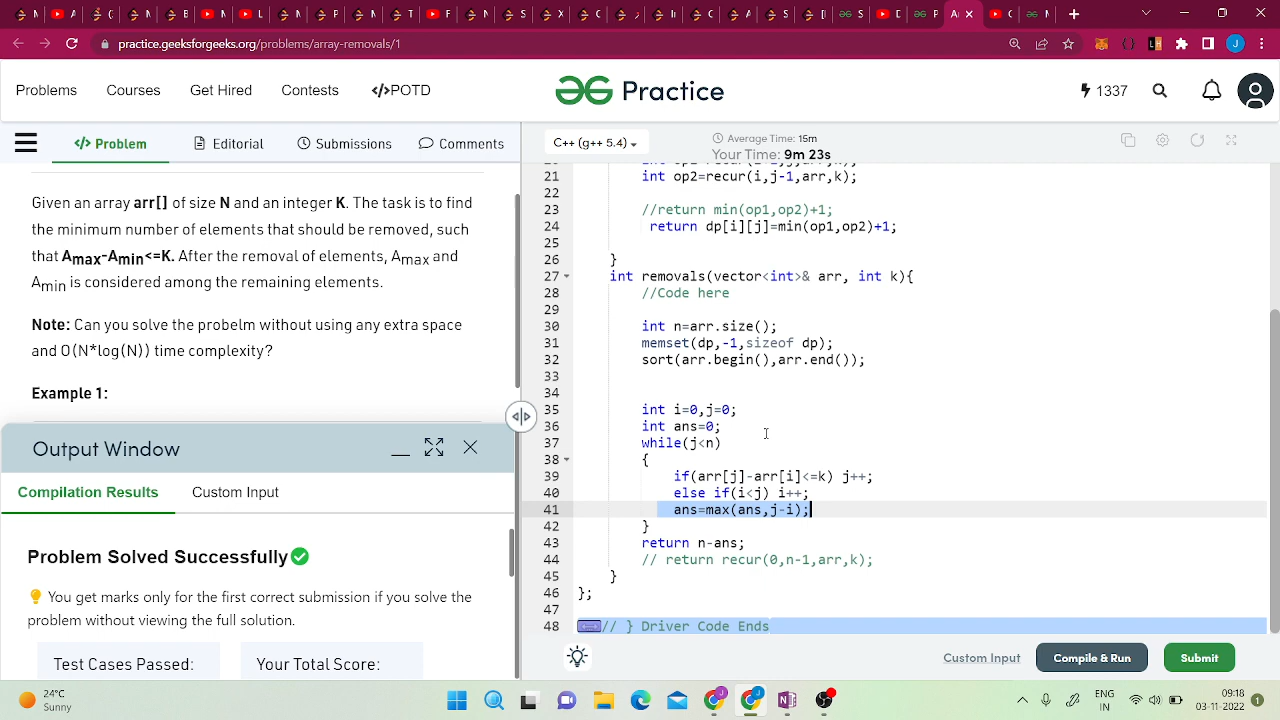 practice.geeksforgeeks.org/problems/array-removals/1
Problems
Courses
Get Hired
Contests
</>POTD
Practice
1337
</> Problem
Editorial
Submissions
Comments
C++ (g++ 5.4)
Average Time: 15m
Your Time: 9m 23s
Given an array arr[] of size N and an integer K. The task is to find
the minimum number of elements that should be removed, such
that Amax-Amin<=K. After the removal of elements, Amax and
Amin is considered among the remaining elements.
Note: Can you solve the probelm without using any extra space
and O(N*log(N)) time complexity?
Example 1:
Output Window
Compilation Results
Custom Input
Problem Solved Successfully
You get marks only for the first correct submission if you solve the
problem without viewing the full solution.
Test Cases Passed:
Your Total Score:
21 int op2=recur(i,j-1,arr,k);
22
23 //return min(op1,op2)+1;
24 return dp[i][j]=min(op1,op2)+1;
25
26 }
27 int removals(vector<int>& arr, int k){
28 //Code here
29
30 int n=arr.size();
31 memset(dp,-1,sizeof dp);
32 sort(arr.begin(),arr.end());
33
34
35 int i=0,j=0;
36 int ans=0;
37 while(j<n)
38 {
39 if(arr[j]-arr[i]<=k) j++;
40 else if(i<j) i++;
41 ans=max(ans,j-i);
42 }
43 return n-ans;
44 // return recur(0,n-1,arr,k);
45 }
46 };
47
48 // } Driver Code Ends
Custom Input
Compile & Run
Submit
24°C
Sunny
ENG
IN
08:18
03-11-2022
1